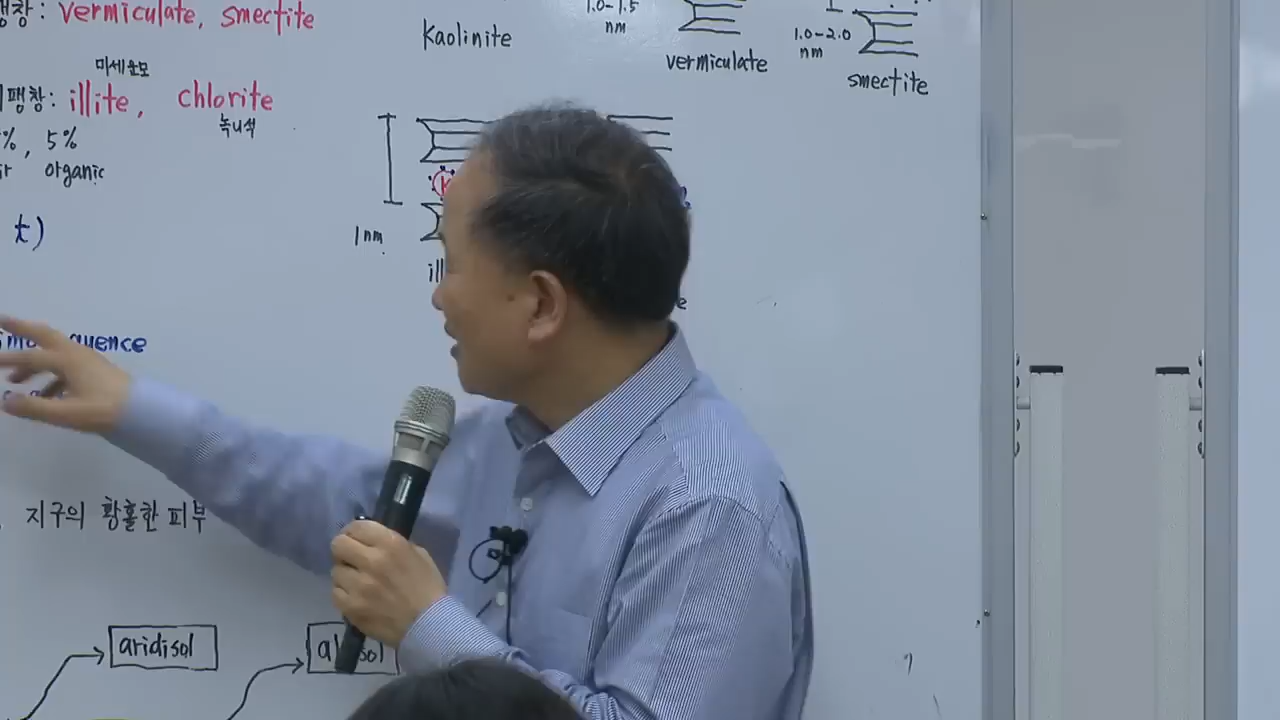 팽창: vermiculate, smectite
미세운모
팽창: illite, chlorite
녹니석
%, 5%
organic
t)
quence
지구의 황홀한 피부
aridisol
Kaolinite
1.0-1.5
nm
vermiculate
1.0-2.0
nm
smectite
K
1nm